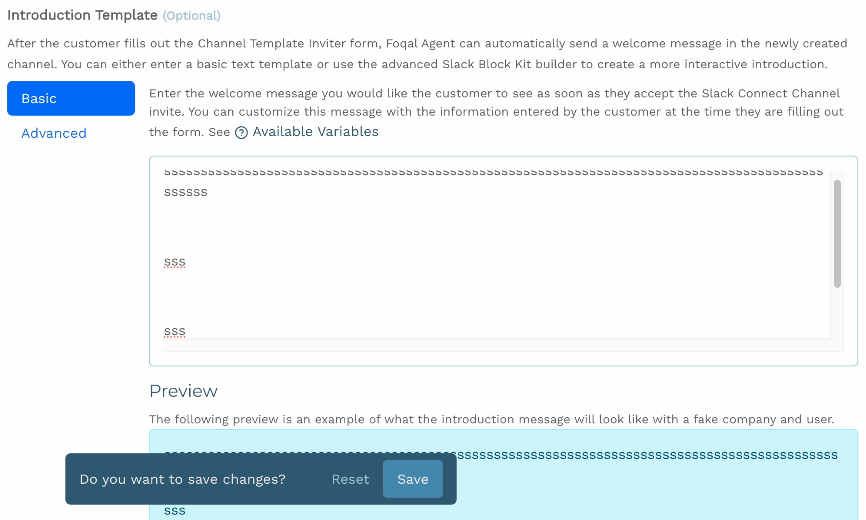 Introduction Template (Optional)
After the customer fills out the Channel Template Inviter form, Foqal Agent can automatically send a welcome message in the newly created
channel. You can either enter a basic text template or use the advanced Slack Block Kit builder to create a more interactive introduction.
Basic
Advanced
Enter the welcome message you would like the customer to see as soon as they accept the Slack Connect Channel
invite. You can customize this message with the information entered by the customer at the time they are filling out
the form. See ? Available Variables
ssssss
sss
sss
Preview
The following preview is an example of what the introduction message will look like with a fake company and user.
Do you want to save changes? Reset Save
sss